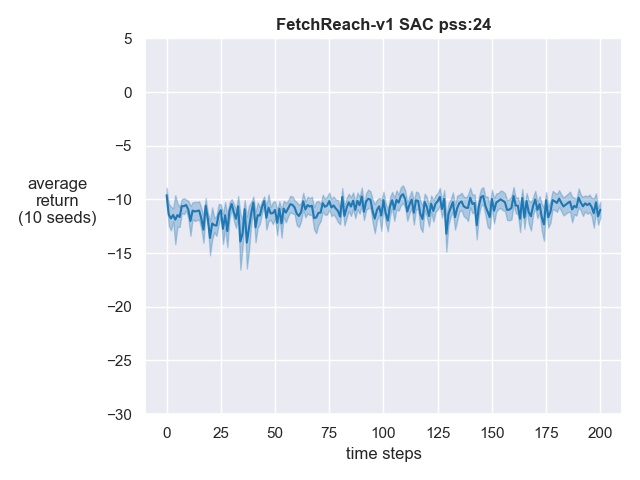 FetchReach-v1 SAC pss:24
5
0
−5
−10
−15
−20
−25
−30
average
return
(10 seeds)
0 25 50 75 100 125 150 175 200
time steps